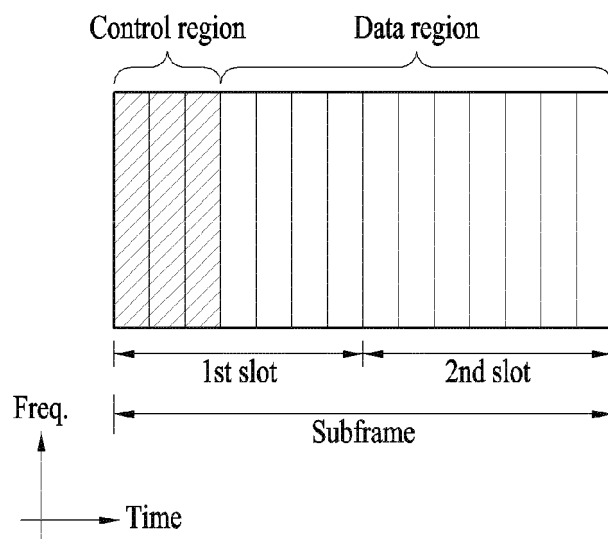 Control region
Data region
1st slot
2nd slot
Subframe
Freq.
Time